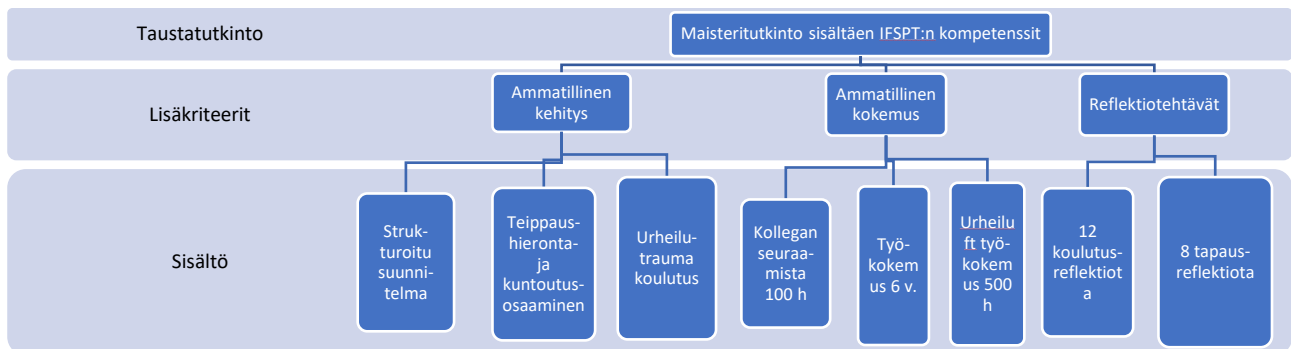 Taustatutkinto
Maisteritutkinto sisältäen IFSPT:n kompetenssit
Lisäkriteerit
Ammatillinen
kehitys
Ammatillinen
kokemus
Reflektiotehtävät
Sisältö
Struk-
turoitu
suunni-
telma
Teippaus-
hieronta-
ja
kuntoutus-
osaaminen
Urheilu-
trauma
koulutus
Kollegan
seuraa-
mista
100 h
Työ-
kokem
us 6 v.
Urheilu
ft työ-
kokem
us 500
h
12
koulutus-
reflektiot
a
8 tapaus-
reflektiota